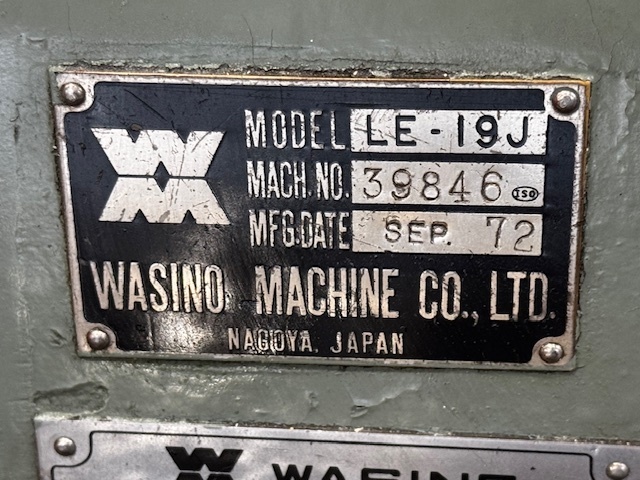 MODEL LE-19J
MACH. NO. 39846 ISO
MFG.DATE SEP. 72
WASINO MACHINE CO., LTD.
NAGOYA, JAPAN
WASINO